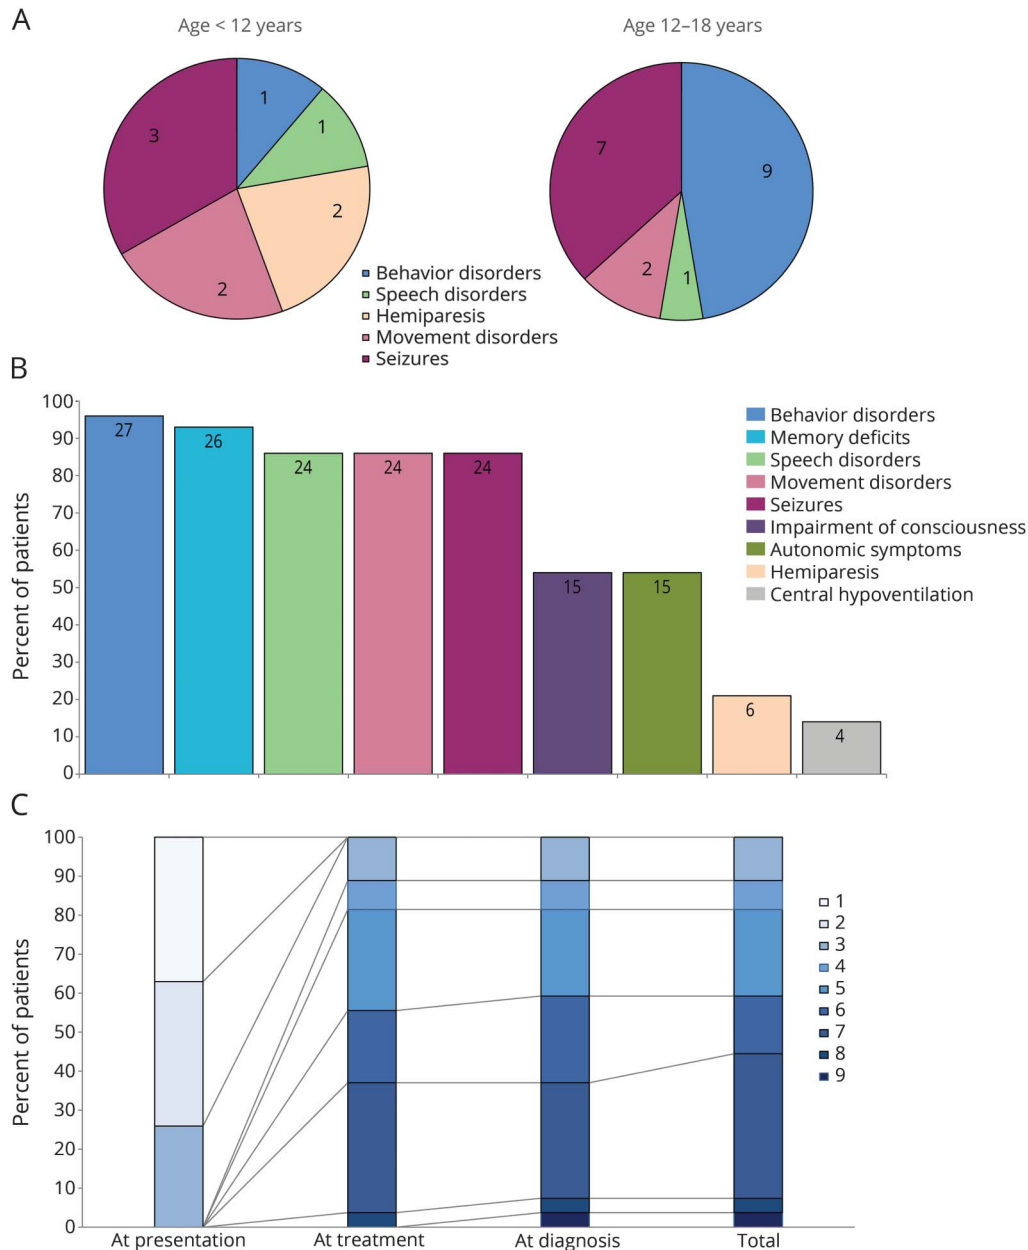 A
Age < 12 years
Age 12–18 years
1
1
2
2
3
9
1
2
7
Behavior disorders
Speech disorders
Hemiparesis
Movement disorders
Seizures
B
Percent of patients
100
90
80
70
60
50
40
30
20
10
0
27
26
24
24
24
15
15
6
4
Behavior disorders
Memory deficits
Speech disorders
Movement disorders
Seizures
Impairment of consciousness
Autonomic symptoms
Hemiparesis
Central hypoventilation
C
Percent of patients
100
90
80
70
60
50
40
30
20
10
0
At presentation
At treatment
At diagnosis
Total
1
2
3
4
5
6
7
8
9